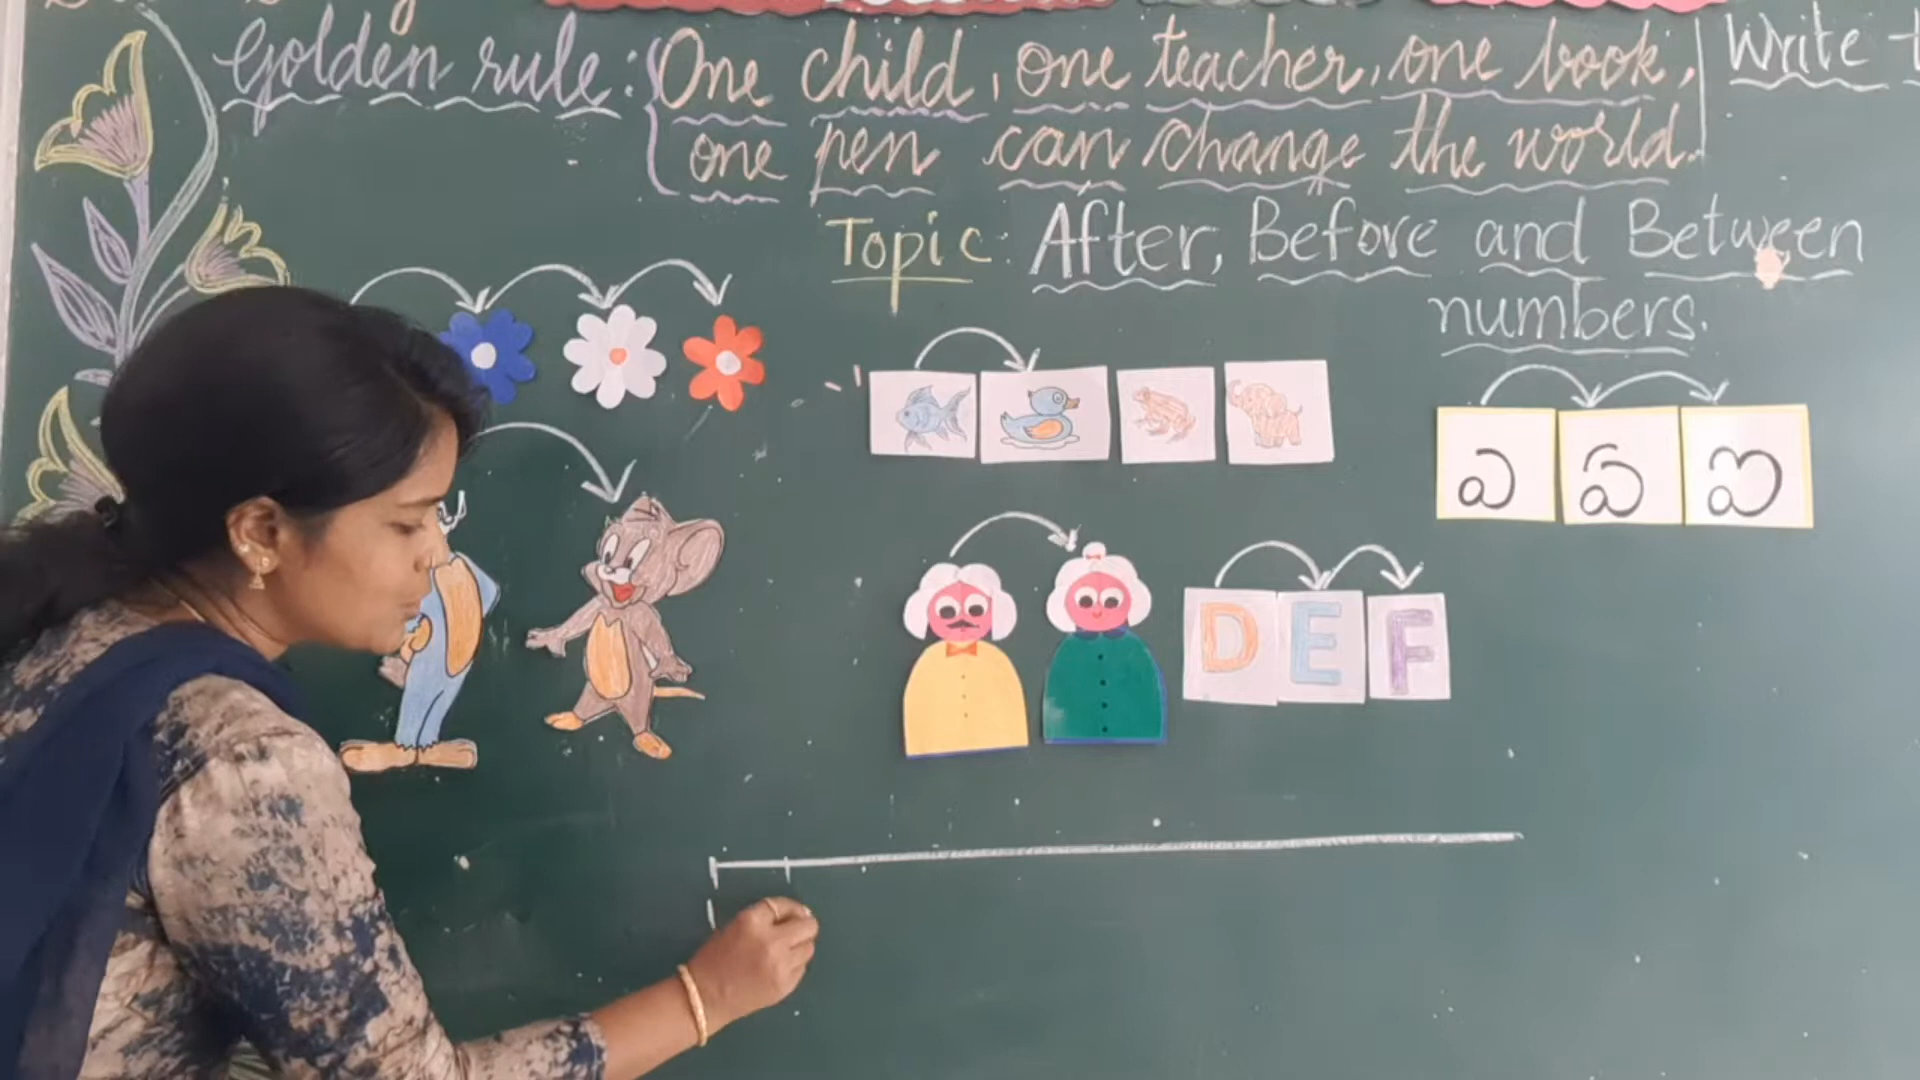 Golden rule: One child, one teacher, one book,
one pen can change the world.
Write
Topic: After, Before and Between
numbers.
ఎ ఏ ఐ
D E F
1